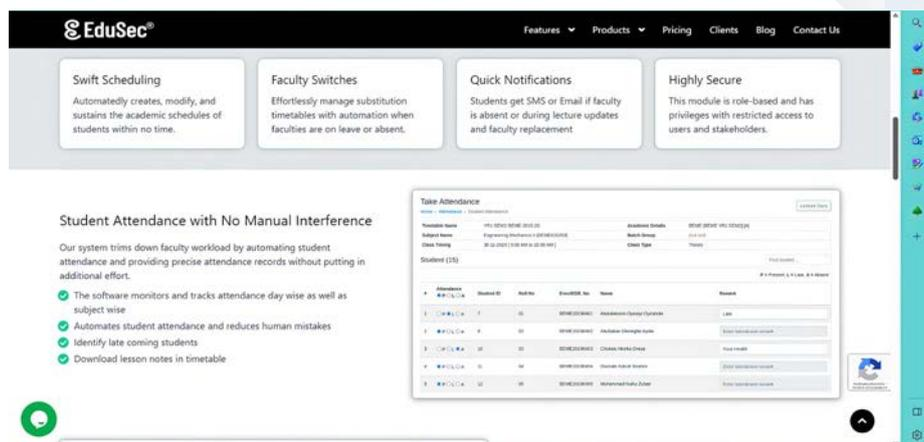 EduSec®
Features Products Pricing Clients Blog Contact Us
Swift Scheduling
Automatedly creates, modify, and
sustains the academic schedules of
students within no time.
Faculty Switches
Effortlessly manage substitution
timetables with automation when
faculties are on leave or absent.
Quick Notifications
Students get SMS or Email if faculty
is absent or during lecture updates
and faculty replacement
Highly Secure
This module is role-based and has
privileges with restricted access to
users and stakeholders.
Student Attendance with No Manual Interference
Our system trims down faculty workload by automating student
attendance and providing precise attendance records without putting in
additional effort.
The software monitors and tracks attendance day wise as well as
subject wise
Automates student attendance and reduces human mistakes
Identify late coming students
Download lesson notes in timetable
Take Attendance
Timetable Name
Academic Details
Subject Name
Batch Group
Class Timing
Class Type Theory
Student (15)
# Attendance Student ID Roll No Name Remark
1 7 01 Late
2
3 Poor Health
4
5